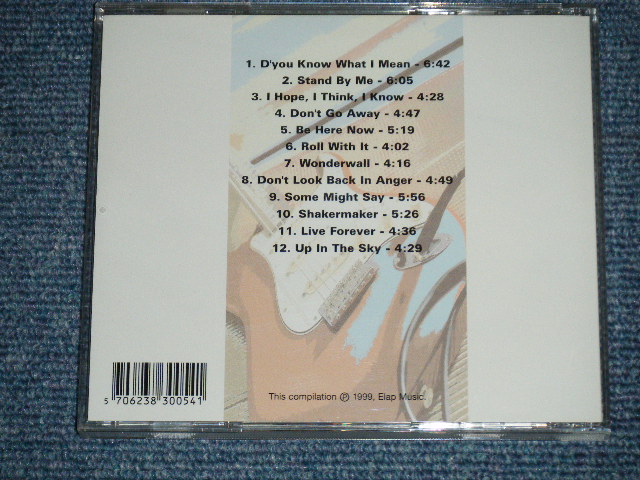 1. D'you Know What I Mean - 6:42
2. Stand By Me - 6:05
3. I Hope, I Think, I Know - 4:28
4. Don't Go Away - 4:47
5. Be Here Now - 5:19
6. Roll With It - 4:02
7. Wonderwall - 4:16
8. Don't Look Back In Anger - 4:49
9. Some Might Say - 5:56
10. Shakermaker - 5:26
11. Live Forever - 4:36
12. Up In The Sky - 4:29
5 706238 300541
This compilation ℗ 1999, Elap Music.